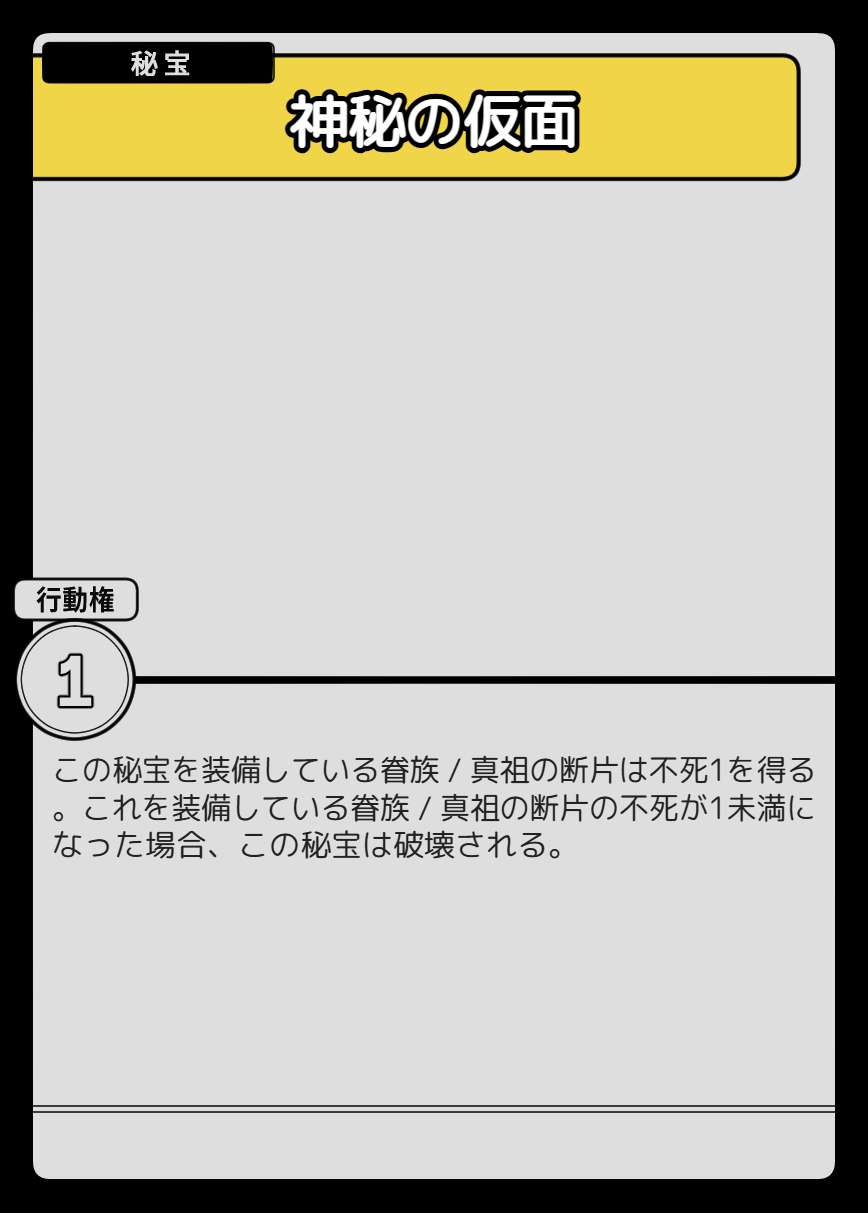 秘宝
神秘の仮面
行動権
1
この秘宝を装備している眷族 / 真祖の断片は不死1を得る
。これを装備している眷族 / 真祖の断片の不死が1未満に
なった場合、この秘宝は破壊される。